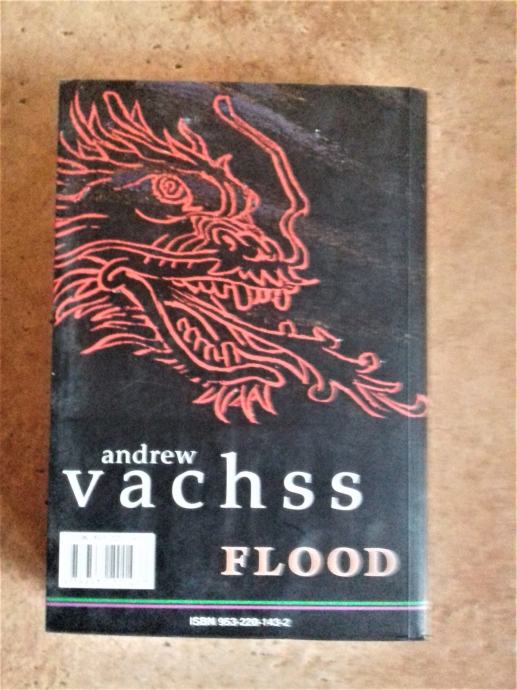 andrew
vachss
FLOOD
ISBN 953-220-143-2